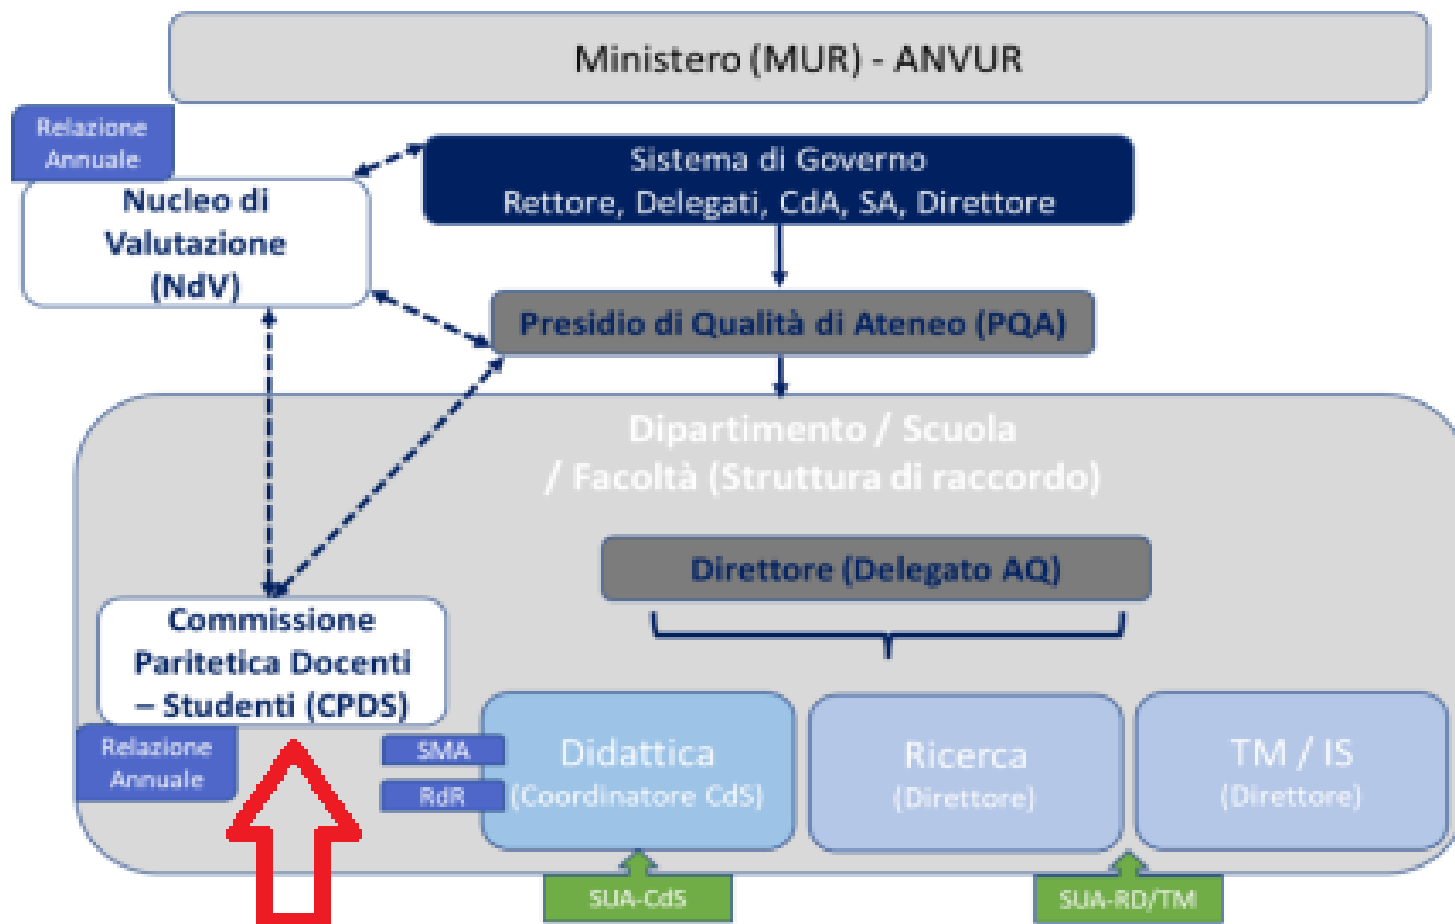 Ministero (MUR) - ANVUR
Relazione
Annuale
Sistema di Governo
Rettore, Delegati, CdA, SA, Direttore
Nucleo di
Valutazione
(NdV)
Presidio di Qualità di Ateneo (PQA)
Dipartimento / Scuola
/ Facoltà (Struttura di raccordo)
Direttore (Delegato AQ)
Commissione
Paritetica Docenti
– Studenti (CPDS)
Relazione
Annuale
SMA
RdR
Didattica
(Coordinatore CdS)
Ricerca
(Direttore)
TM / IS
(Direttore)
SUA-CdS
SUA-RD/TM